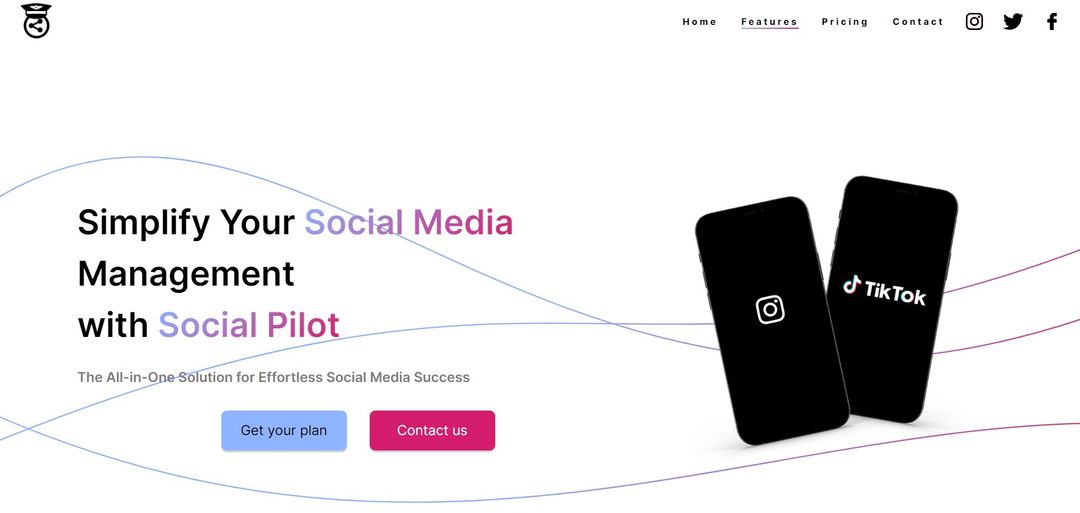 Home
Features
Pricing
Contact
Simplify Your Social Media
Management
with Social Pilot
The All-in-One Solution for Effortless Social Media Success
Get your plan
Contact us
TikTok